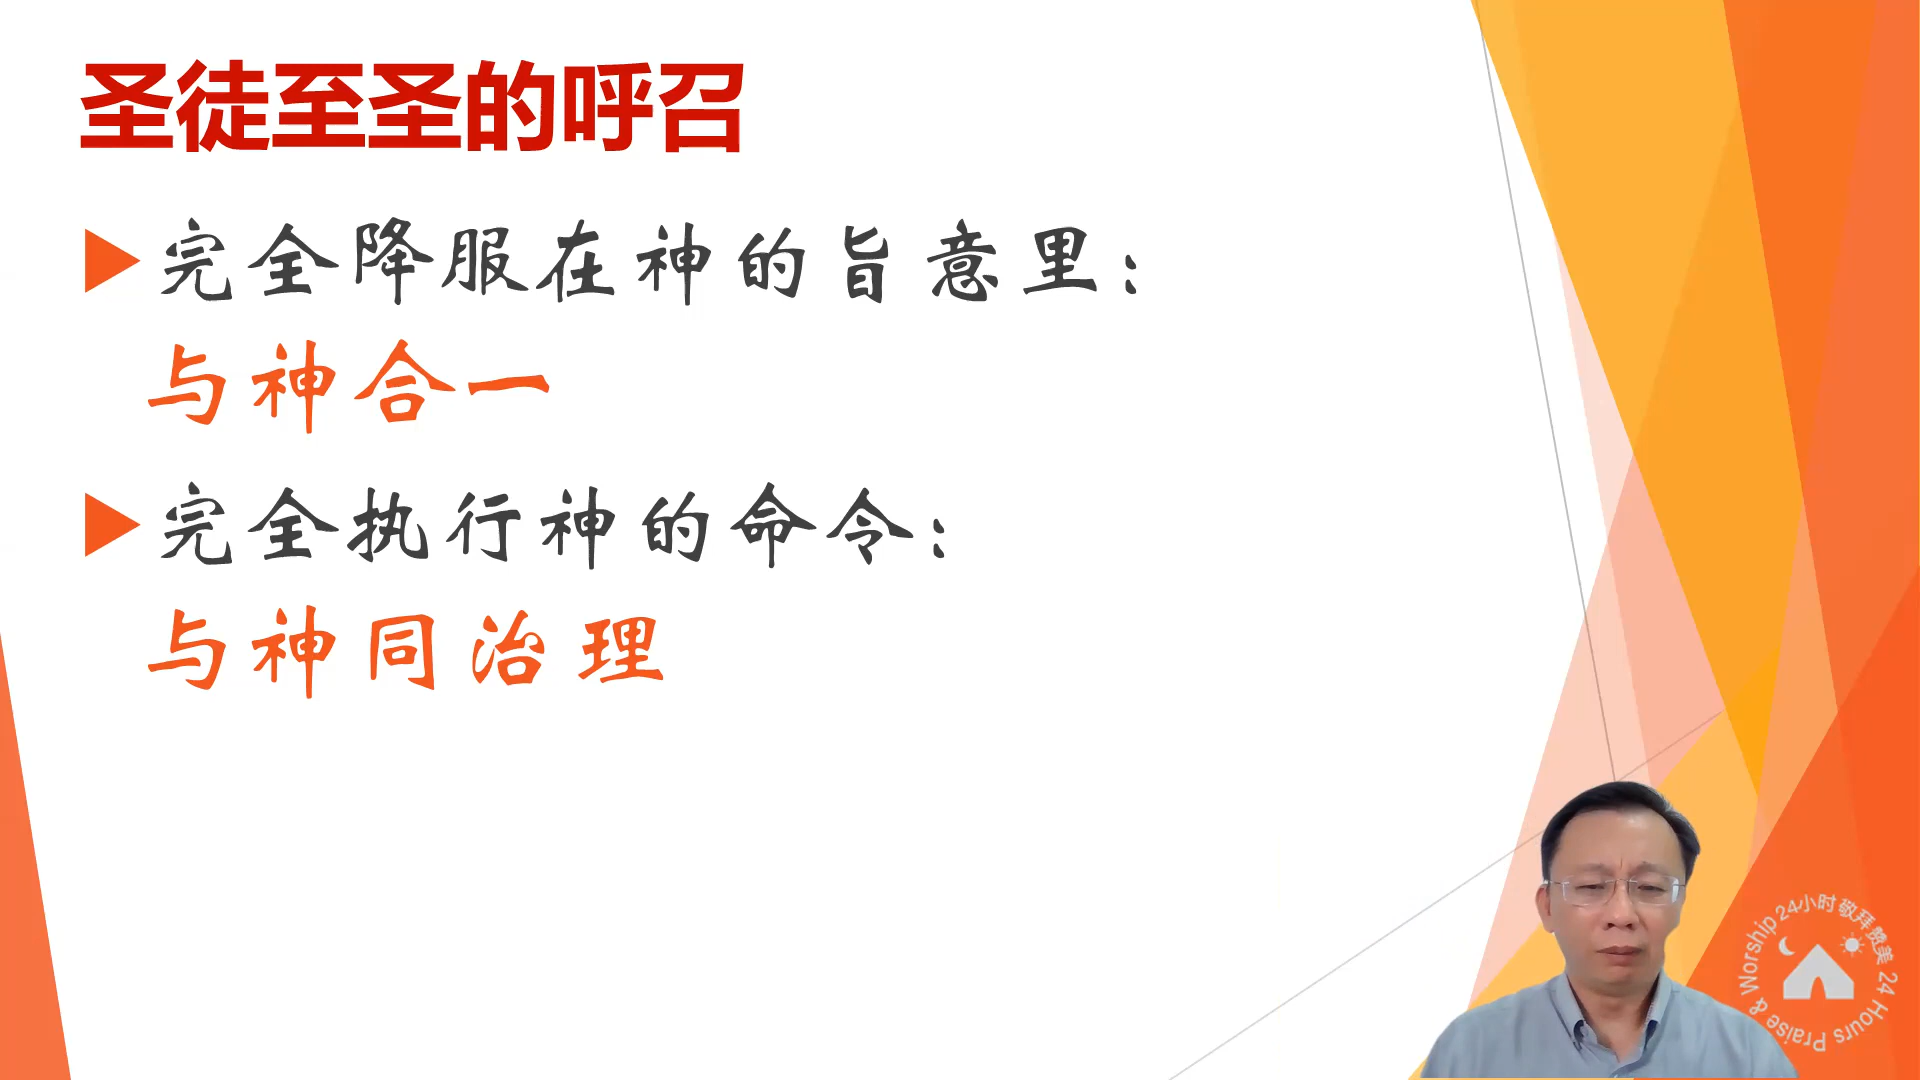 圣徒至圣的呼召
完全降服在神的旨意里：
与神合一
完全执行神的命令：
与神同治理
24小时敬拜赞美 24 Hours Praise & Worship